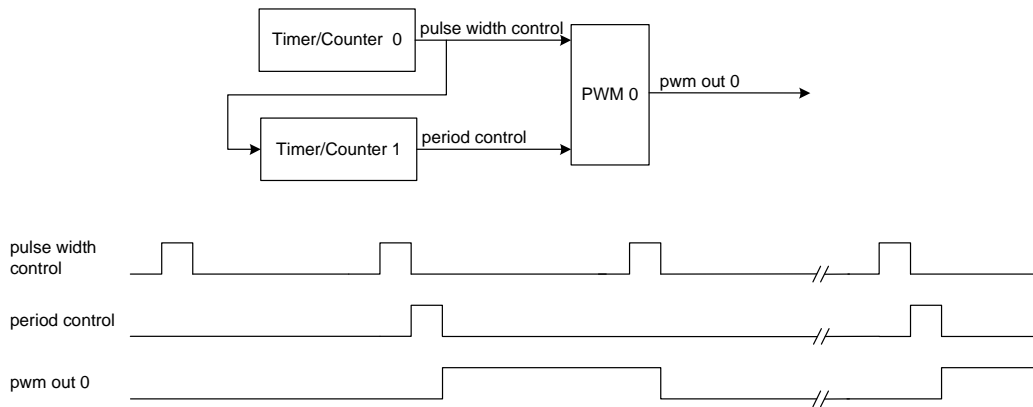 Timer/Counter 0
pulse width control
PWM 0
pwm out 0
Timer/Counter 1
period control
pulse width
control
period control
pwm out 0